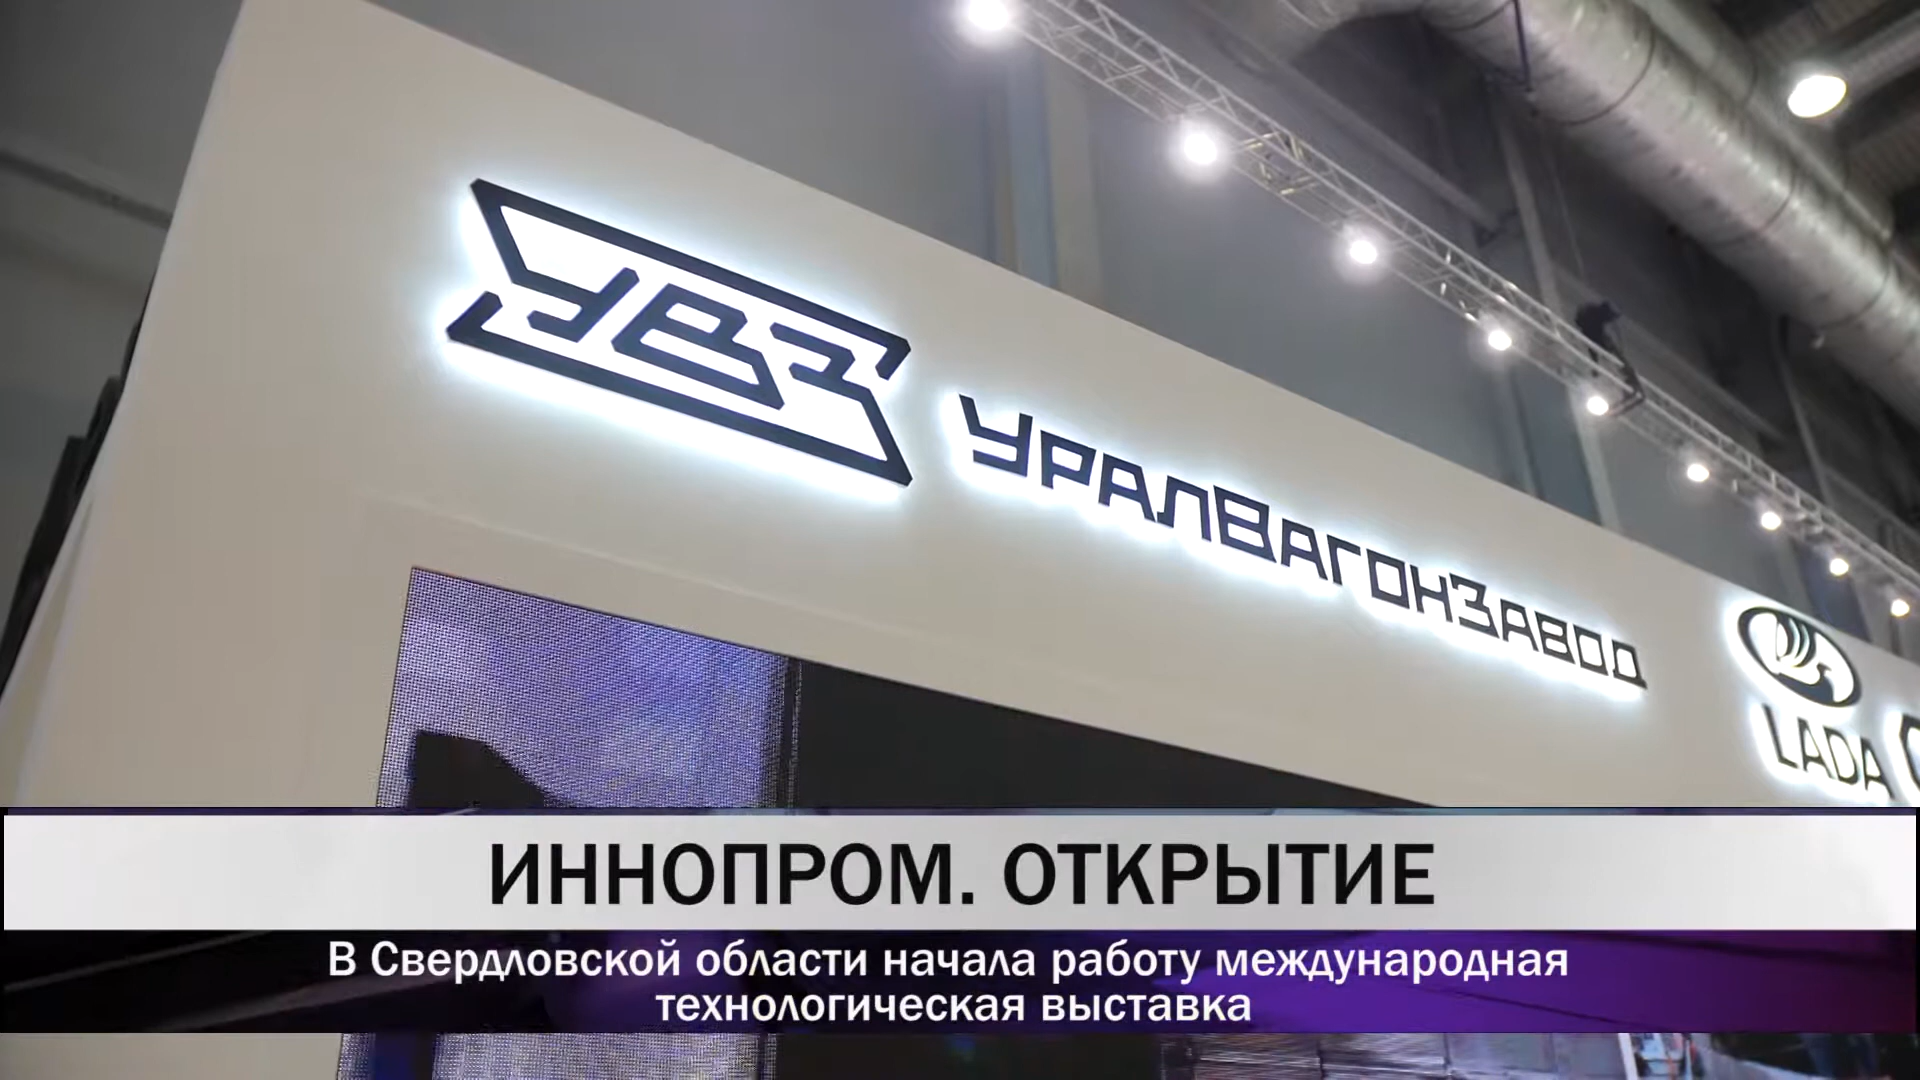 УВЗ
УРАЛВАГОНЗАВОД
LADA
ИННОПРОМ. ОТКРЫТИЕ
В Свердловской области начала работу международная
технологическая выставка